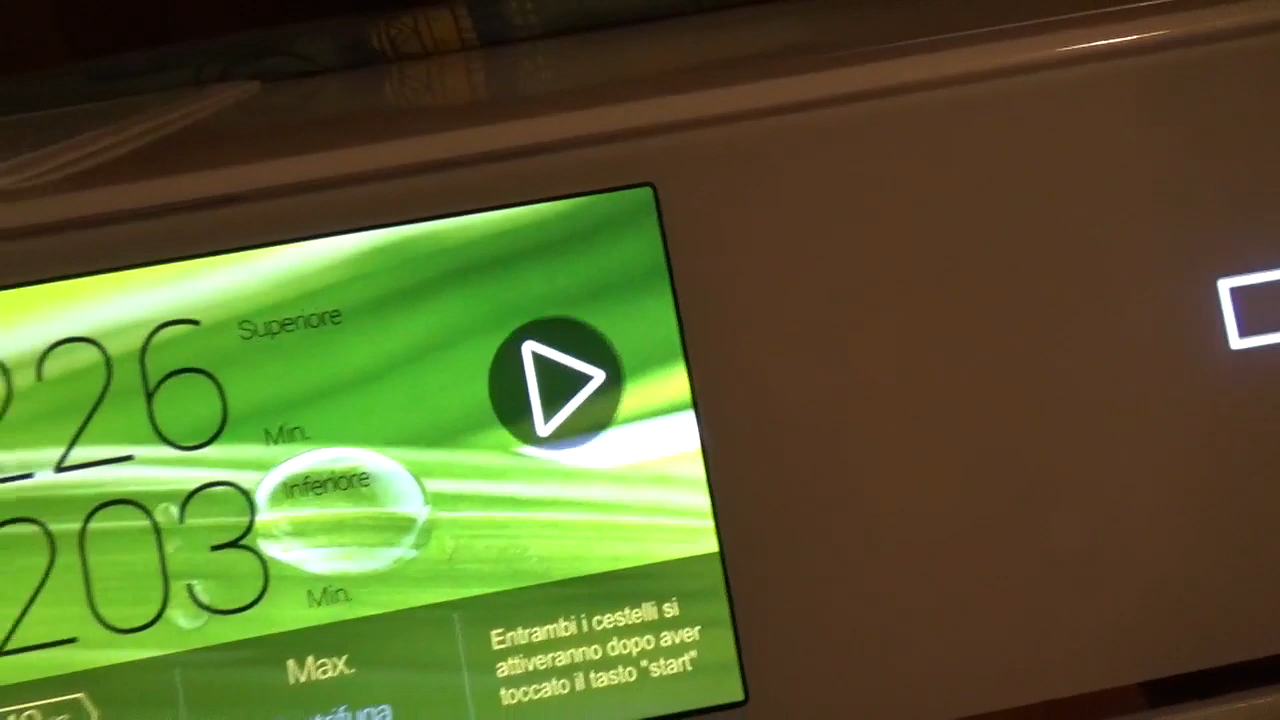 226 Superiore
Min.
203 Inferiore
Min.
Max.
Entrambi i cestelli si
attiveranno dopo aver
toccato il tasto "start"